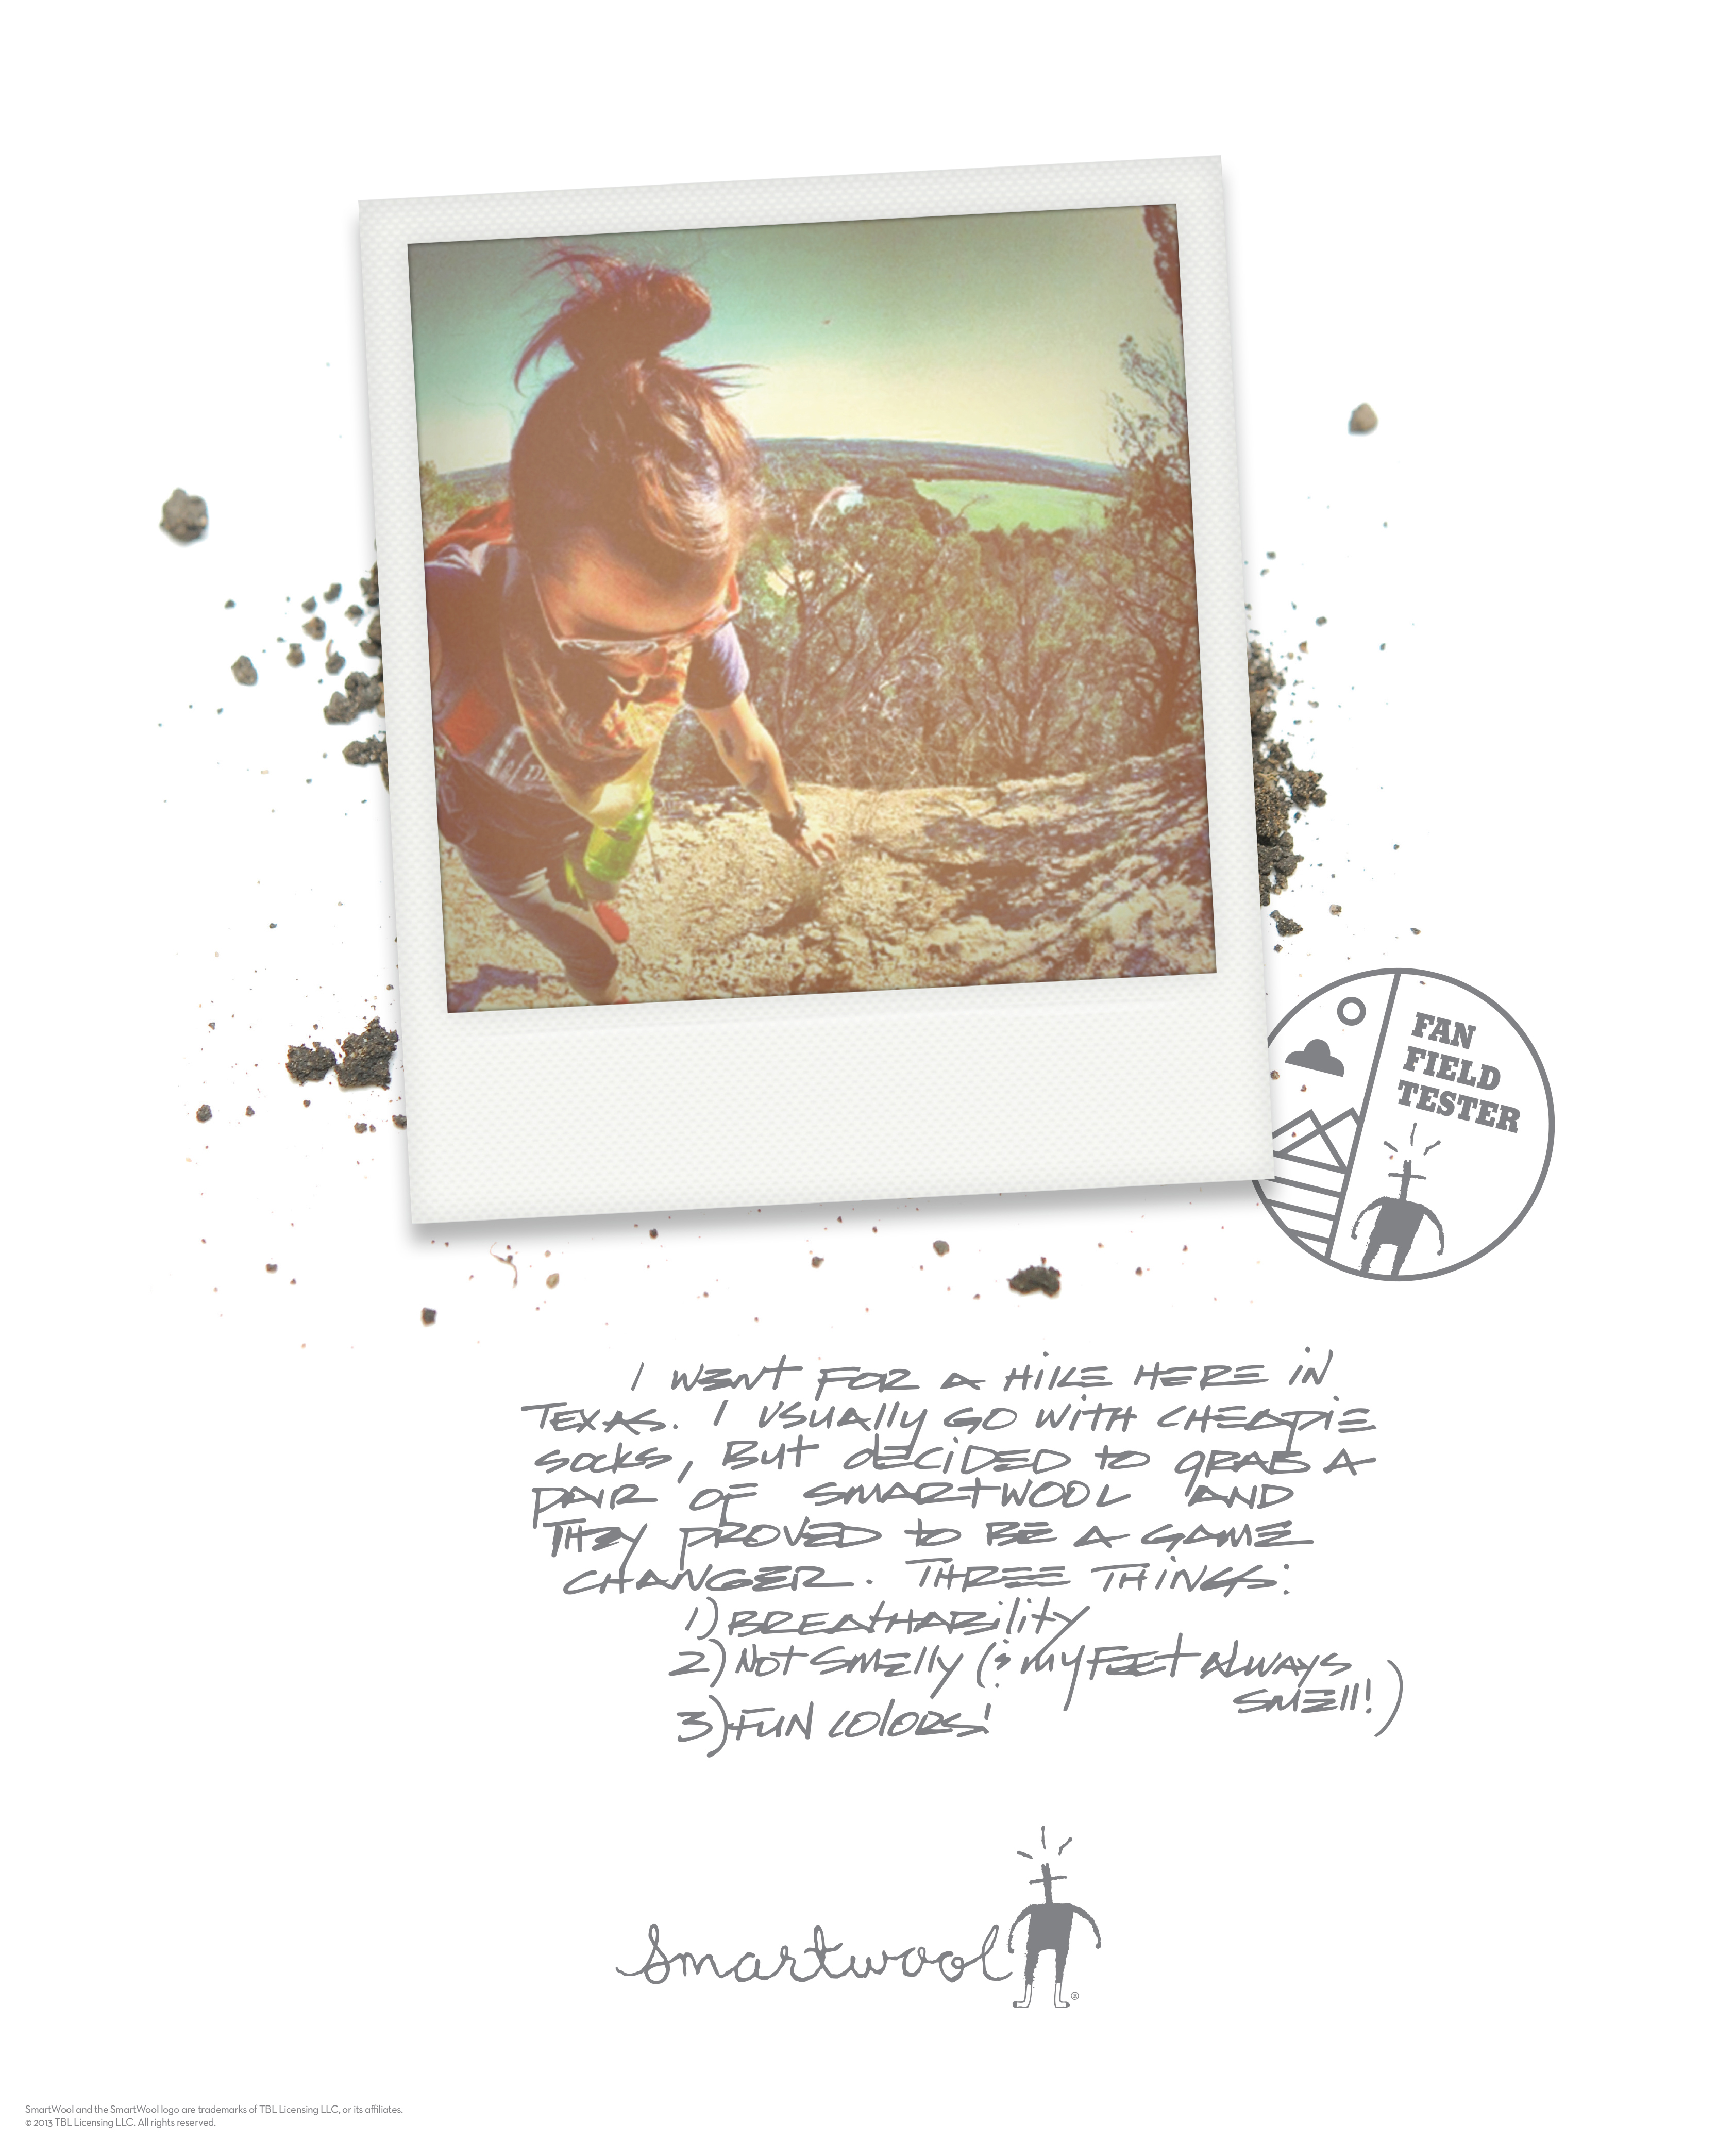 FAN
FIELD
TESTER
I WENT FOR A HIKE HERE IN
TEXAS. I USUALLY GO WITH CHEAPIE
SOCKS, BUT DECIDED TO GRAB A
PAIR OF SMARTWOOL AND
THEY PROVED TO BE A GAME
CHANGER. THREE THINGS:
1) BREATHABILITY
2) NOT SMELLY (& MY FEET ALWAYS
SMELL!)
3) FUN COLORS!
Smartwool®
SmartWool and the SmartWool logo are trademarks of TBL Licensing LLC, or its affiliates.
© 2013 TBL Licensing LLC. All rights reserved.